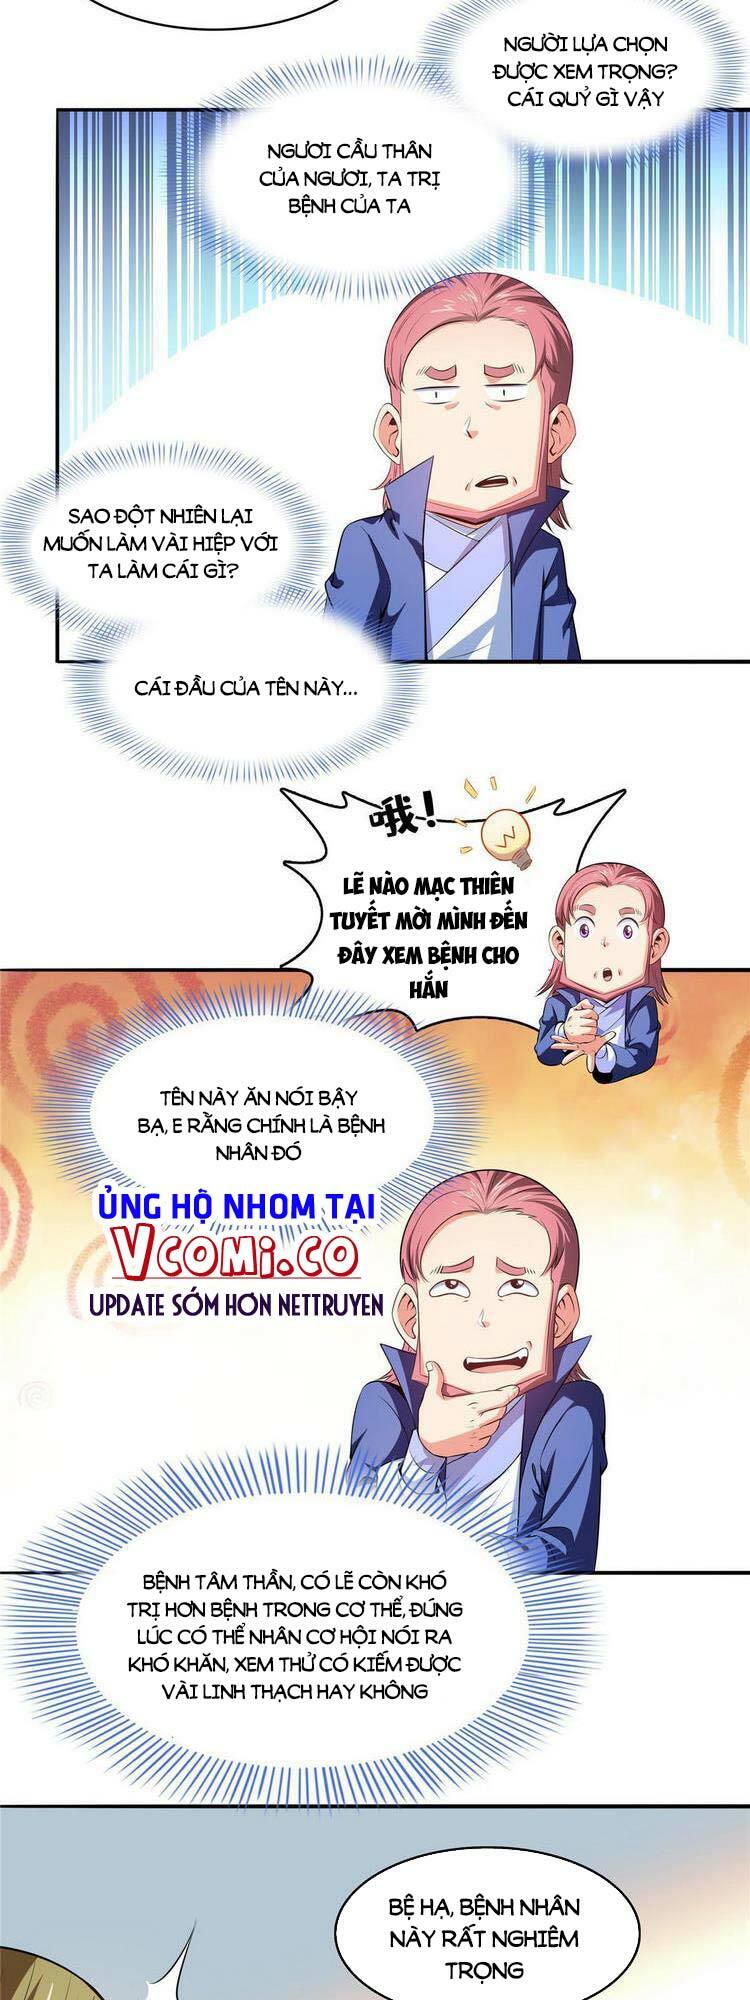 NGƯỜI LỰA CHỌN
ĐƯỢC XEM TRỌNG?
CÁI QUỶ GÌ VẬY
NGƯƠI CẦU THÂN
CỦA NGƯƠI, TA TRỊ
BỆNH CỦA TA
SAO ĐỘT NHIÊN LẠI
MUỐN LÀM VÀI HIỆP VỚI
TA LÀM CÁI GÌ?
CÁI ĐẦU CỦA TÊN NÀY...
哦!
LẼ NÀO MẠC THIÊN
TUYẾT MỜI MÌNH ĐẾN
ĐÂY XEM BỆNH CHO
HẮN
TÊN NÀY ĂN NÓI BẬY
BẠ, E RẰNG CHÍNH LÀ BỆNH
NHÂN ĐÓ
ỦNG HỘ NHOM TẠI
VCOMI.CO
UPDATE SỚM HƠN NETTRUYEN
BỆNH TÂM THẦN, CÓ LẼ CÒN KHÓ
TRỊ HƠN BỆNH TRONG CƠ THỂ, ĐÚNG
LÚC CÓ THỂ NHÂN CƠ HỘI NÓI RA
KHÓ KHĂN, XEM THỬ CÓ KIẾM ĐƯỢC
VÀI LINH THẠCH HAY KHÔNG
BỆ HẠ, BỆNH NHÂN
NÀY RẤT NGHIÊM
TRỌNG